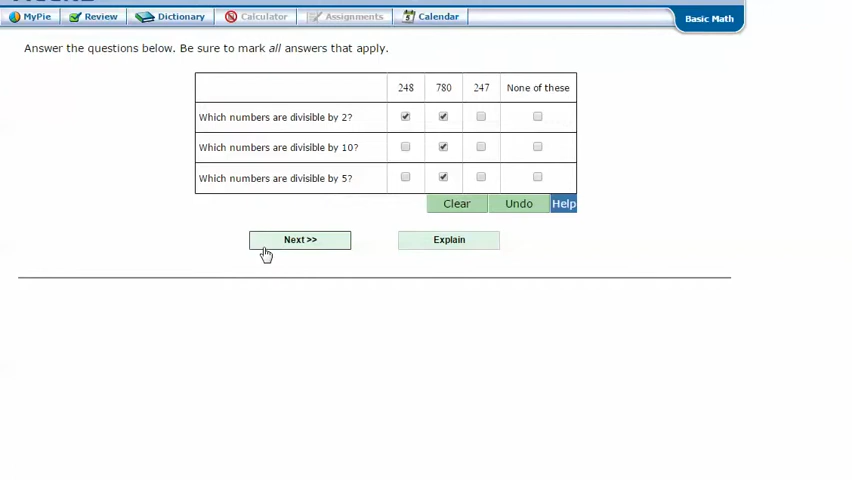 MyPie Review Dictionary Calculator Assignments Calendar Basic Math
Answer the questions below. Be sure to mark all answers that apply.
248 780 247 None of these
Which numbers are divisible by 2?
Which numbers are divisible by 10?
Which numbers are divisible by 5?
Clear Undo Help
Next >> Explain